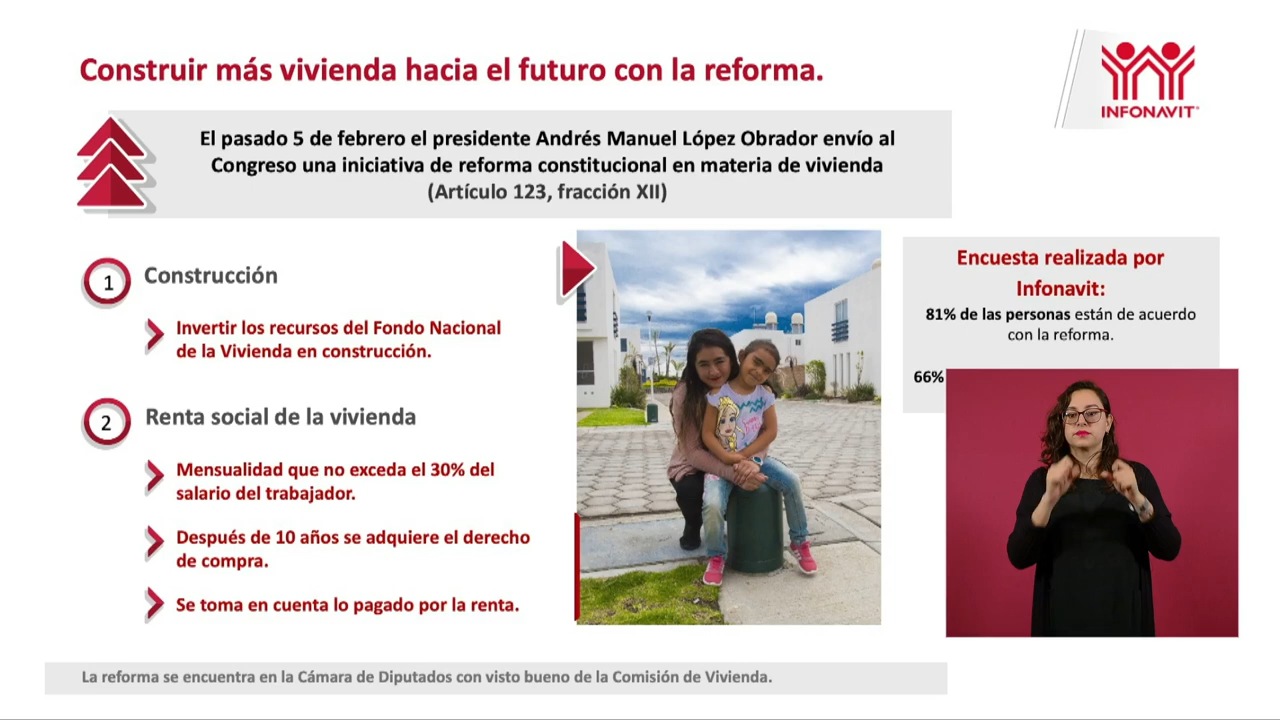 Construir más vivienda hacia el futuro con la reforma.
INFONAVIT
El pasado 5 de febrero el presidente Andrés Manuel López Obrador envío al
Congreso una iniciativa de reforma constitucional en materia de vivienda
(Artículo 123, fracción XII)
1
Construcción
Invertir los recursos del Fondo Nacional
de la Vivienda en construcción.
2
Renta social de la vivienda
Mensualidad que no exceda el 30% del
salario del trabajador.
Después de 10 años se adquiere el derecho
de compra.
Se toma en cuenta lo pagado por la renta.
Encuesta realizada por
Infonavit:
81% de las personas están de acuerdo
con la reforma.
66%
La reforma se encuentra en la Cámara de Diputados con visto bueno de la Comisión de Vivienda.